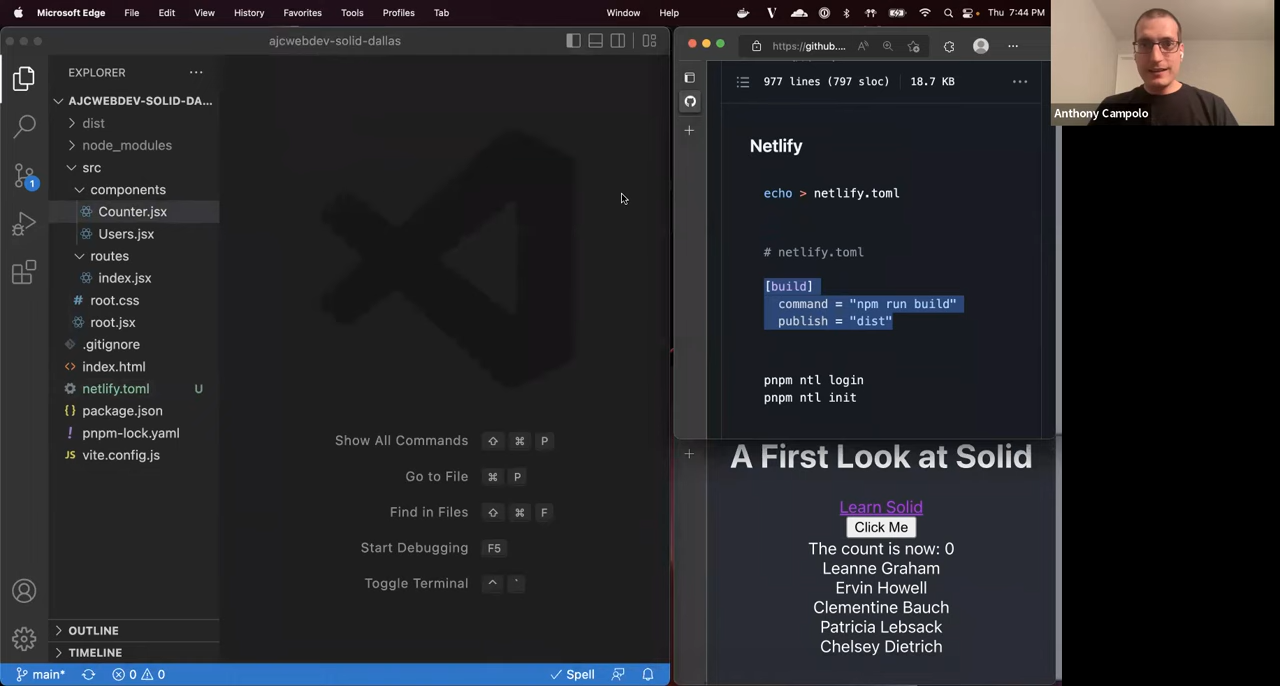 Microsoft Edge File Edit View History Favorites Tools Profiles Tab Window Help Thu 7:44 PM
ajcwebdev-solid-dallas
EXPLORER
AJCWEBDEV-SOLID-DA...
dist
node_modules
src
components
Counter.jsx
Users.jsx
routes
index.jsx
# root.css
root.jsx
.gitignore
<> index.html
netlify.toml U
{} package.json
! pnpm-lock.yaml
JS vite.config.js
OUTLINE
TIMELINE
1
Show All Commands ⇧ ⌘ P
Go to File ⌘ P
Find in Files ⇧ ⌘ F
Start Debugging F5
Toggle Terminal ^ `
main* 0 0 Spell
https://github....
977 lines (797 sloc) 18.7 KB
Netlify
echo > netlify.toml
# netlify.toml
[build]
command = "npm run build"
publish = "dist"
pnpm ntl login
pnpm ntl init
A First Look at Solid
Learn Solid
Click Me
The count is now: 0
Leanne Graham
Ervin Howell
Clementine Bauch
Patricia Lebsack
Chelsey Dietrich
Anthony Campolo